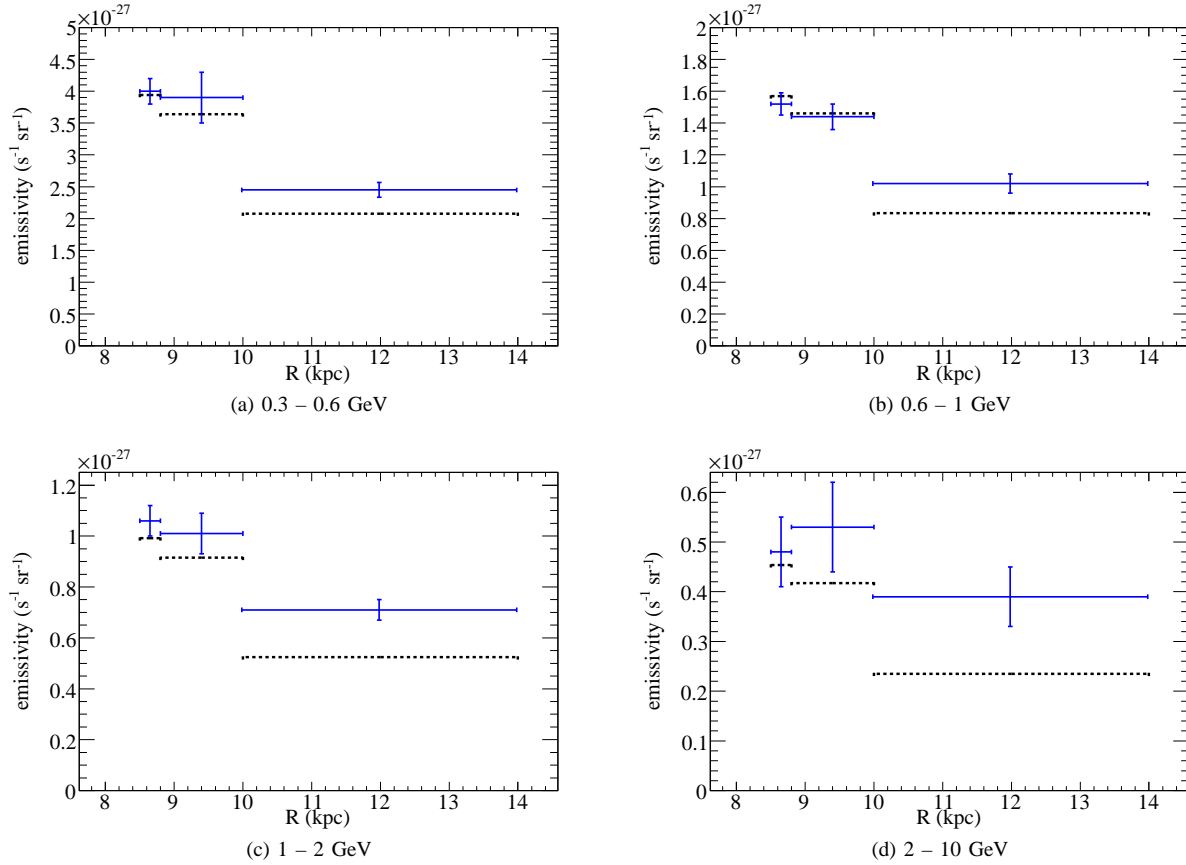 ×10⁻²⁷
5
4.5
4
3.5
3
2.5
2
1.5
1
0.5
0
emissivity (s⁻¹ sr⁻¹)
8 9 10 11 12 13 14
R (kpc)
(a) 0.3 – 0.6 GeV
×10⁻²⁷
2
1.8
1.6
1.4
1.2
1
0.8
0.6
0.4
0.2
0
emissivity (s⁻¹ sr⁻¹)
8 9 10 11 12 13 14
R (kpc)
(b) 0.6 – 1 GeV
×10⁻²⁷
1.2
1
0.8
0.6
0.4
0.2
0
emissivity (s⁻¹ sr⁻¹)
8 9 10 11 12 13 14
R (kpc)
(c) 1 – 2 GeV
×10⁻²⁷
0.6
0.5
0.4
0.3
0.2
0.1
0
emissivity (s⁻¹ sr⁻¹)
8 9 10 11 12 13 14
R (kpc)
(d) 2 – 10 GeV